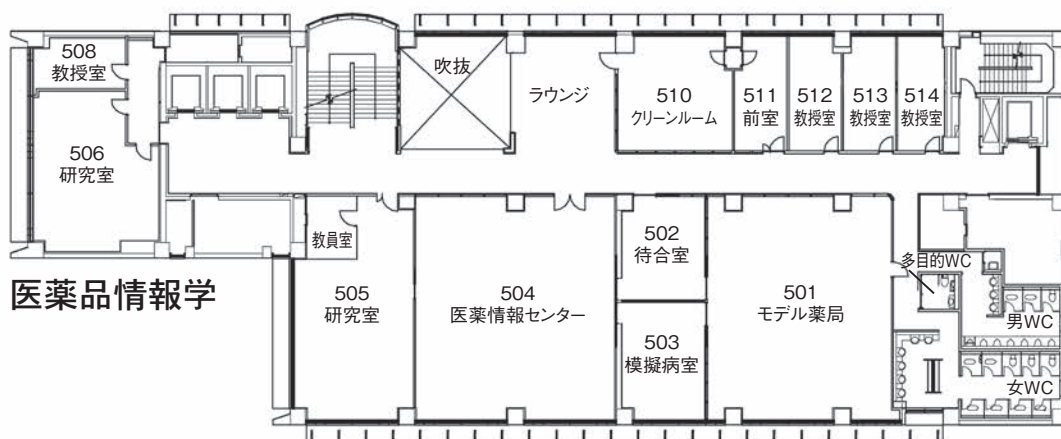 508
教授室
吹抜
ラウンジ
510
クリーンルーム
511
前室
512
教授室
513
教授室
514
教授室
506
研究室
教員室
502
待合室
多目的WC
医薬品情報学
505
研究室
504
医薬情報センター
501
モデル薬局
503
模擬病室
男WC
女WC